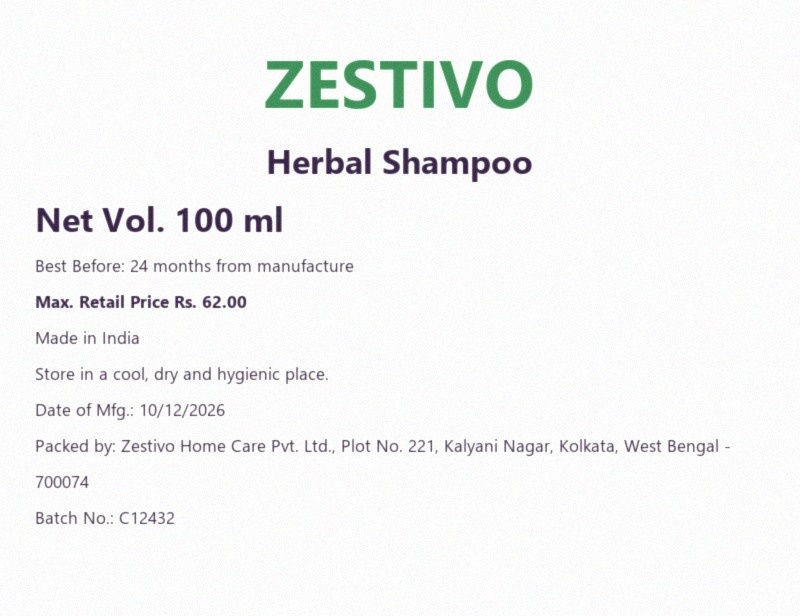 ZESTIVO
Herbal Shampoo
Net Vol. 100 ml
Best Before: 24 months from manufacture
Max. Retail Price Rs. 62.00
Made in India
Store in a cool, dry and hygienic place.
Date of Mfg.: 10/12/2026
Packed by: Zestivo Home Care Pvt. Ltd., Plot No. 221, Kalyani Nagar, Kolkata, West Bengal -
700074
Batch No.: C12432